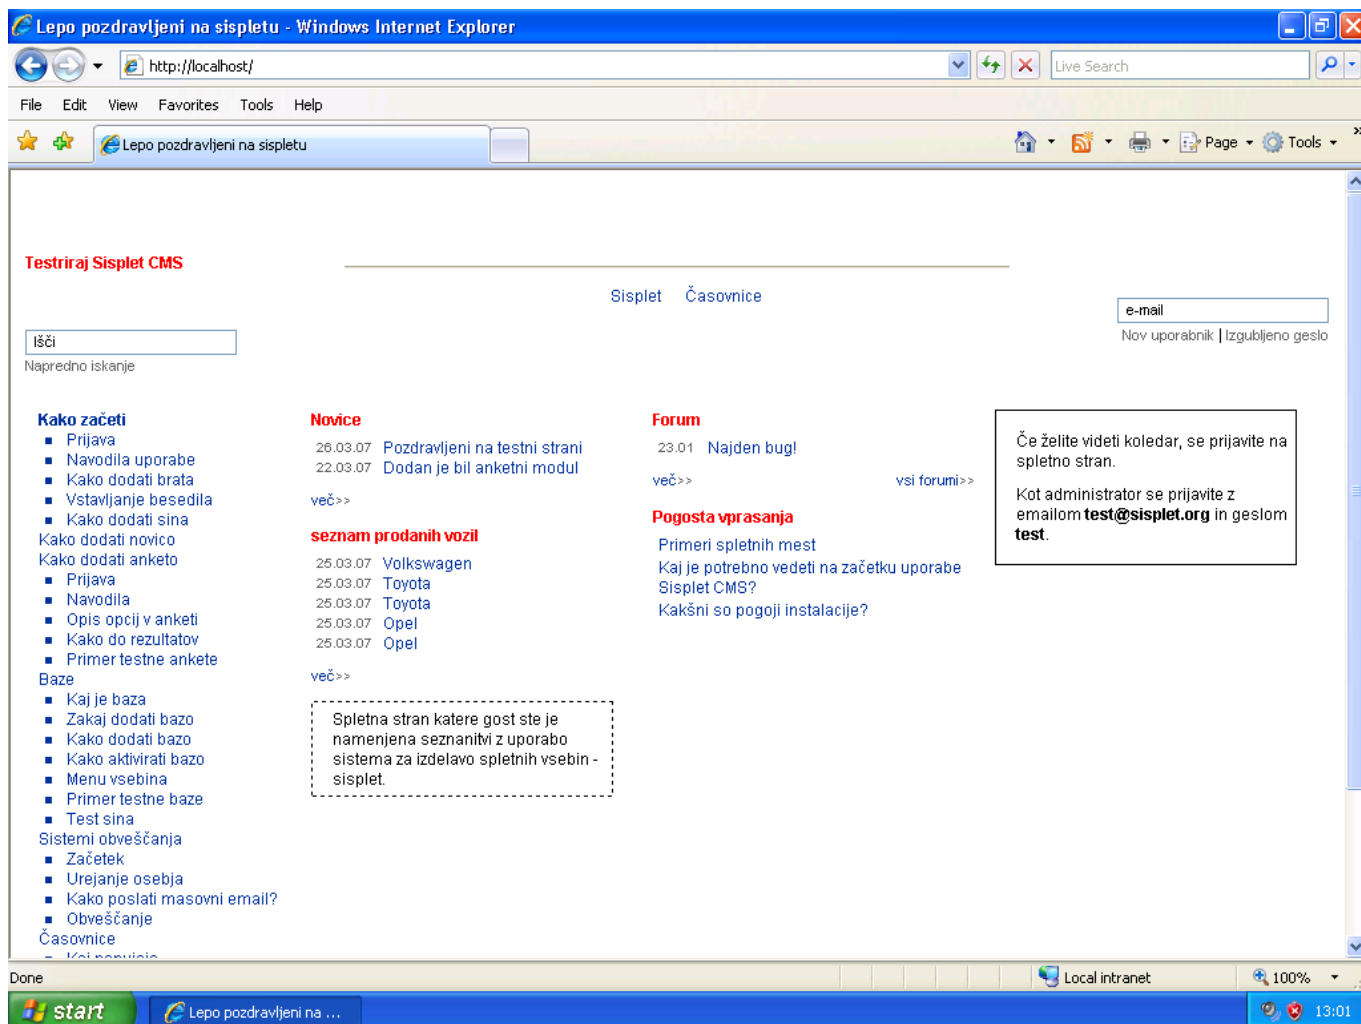 Lepo pozdravljeni na sispletu - Windows Internet Explorer
http://localhost/
Live Search
File Edit View Favorites Tools Help
Lepo pozdravljeni na sispletu
Page Tools
Testriraj Sisplet CMS
Sisplet Časovnice
e-mail
Nov uporabnik | Izgubljeno geslo
Išči
Napredno iskanje
Kako začeti
Prijava
Navodila uporabe
Kako dodati brata
Vstavljanje besedila
Kako dodati sina
Kako dodati novico
Kako dodati anketo
Prijava
Navodila
Opis opcij v anketi
Kako do rezultatov
Primer testne ankete
Baze
Kaj je baza
Zakaj dodati bazo
Kako dodati bazo
Kako aktivirati bazo
Menu vsebina
Primer testne baze
Test sina
Sistemi obveščanja
Začetek
Urejanje osebja
Kako poslati masovni email?
Obveščanje
Časovnice
Novice
26.03.07 Pozdravljeni na testni strani
22.03.07 Dodan je bil anketni modul
več>>
seznam prodanih vozil
25.03.07 Volkswagen
25.03.07 Toyota
25.03.07 Toyota
25.03.07 Opel
25.03.07 Opel
več>>
Spletna stran katere gost ste je
namenjena seznanitvi z uporabo
sistema za izdelavo spletnih vsebin -
sisplet.
Forum
23.01 Najden bug!
več>> vsi forumi>>
Pogosta vprasanja
Primeri spletnih mest
Kaj je potrebno vedeti na začetku uporabe
Sisplet CMS?
Kakšni so pogoji instalacije?
Če želite videti koledar, se prijavite na
spletno stran.
Kot administrator se prijavite z
emailom test@sisplet.org in geslom
test.
Done
Local intranet
100%
start
Lepo pozdravljeni na ...
13:01